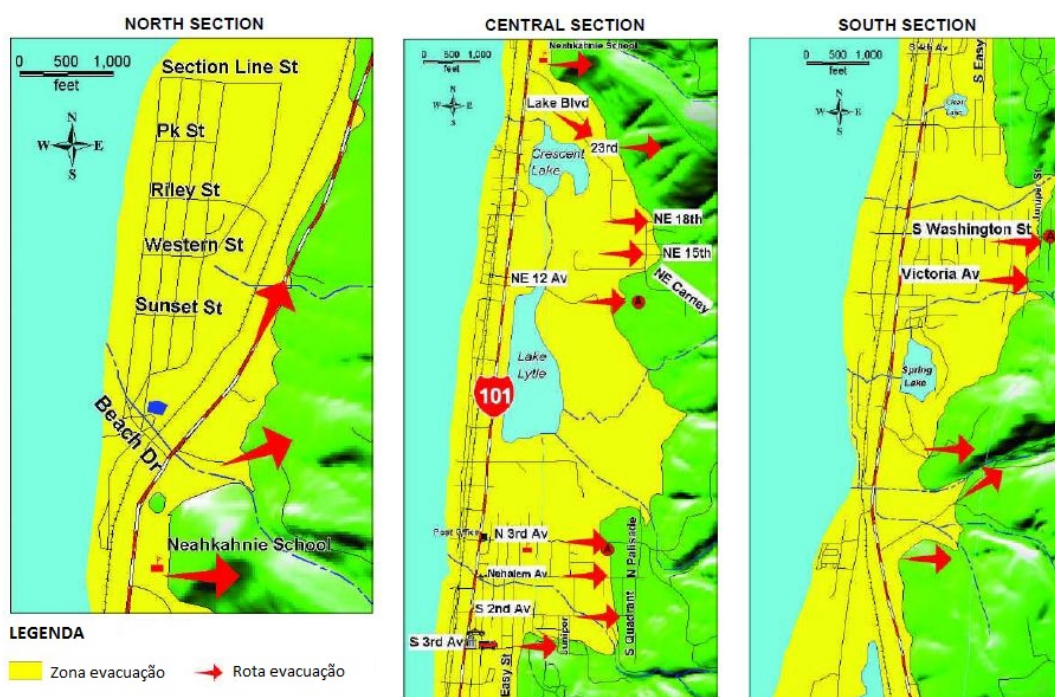 NORTH SECTION
0 500 1,000
feet
N
W E
S
Section Line St
Pk St
Riley St
Western St
Sunset St
Beach Dr
Neahkahnie School
CENTRAL SECTION
0 500 1,000
feet
N
W E
S
Neahkahnie School
Lake Blvd
23rd
Crescent
Lake
NE 18th
NE 15th
NE 12 Av
NE Carney
A
Lake
Lytle
101
Post Office
N 3rd Av
A
Nehalem Av
S 2nd Av
S 3rd Av
Easy St
Juniper
S Quadrant
N Palisade
SOUTH SECTION
0 500 1,000
feet
N
W E
S
S 4th Av
S Easy
Clear
Lake
Juniper St
S Washington St
A
Victoria Av
Spring
Lake
LEGENDA
Zona evacuação
Rota evacuação